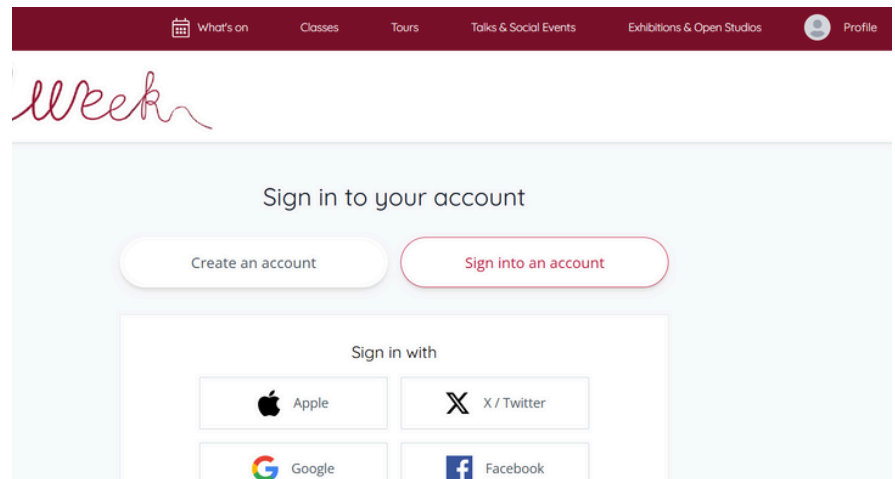 What's on Classes Tours Talks & Social Events Exhibitions & Open Studios Profile
Week
Sign in to your account
Create an account Sign into an account
Sign in with
Apple X / Twitter
Google Facebook